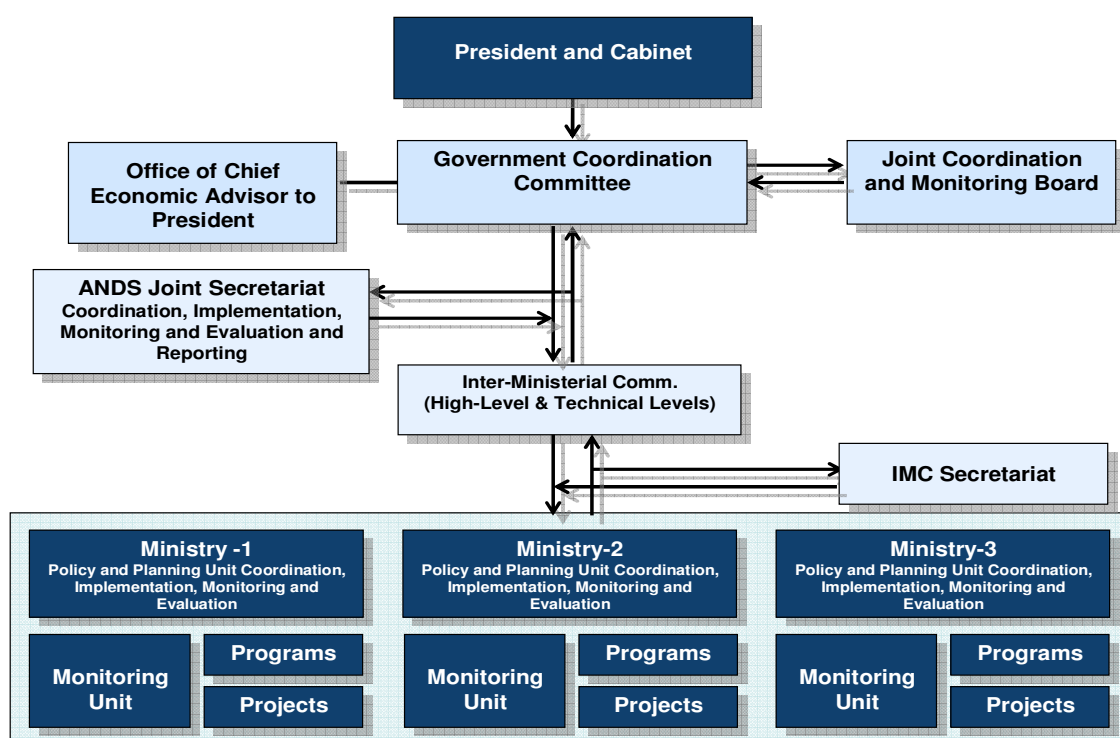 President and Cabinet
Office of Chief
Economic Advisor to
President
Government Coordination
Committee
Joint Coordination
and Monitoring Board
ANDS Joint Secretariat
Coordination, Implementation,
Monitoring and Evaluation and
Reporting
Inter-Ministerial Comm.
(High-Level & Technical Levels)
IMC Secretariat
Ministry -1
Policy and Planning Unit Coordination,
Implementation, Monitoring and
Evaluation
Monitoring
Unit
Programs
Projects
Ministry-2
Policy and Planning Unit Coordination,
Implementation, Monitoring and
Evaluation
Monitoring
Unit
Programs
Projects
Ministry-3
Policy and Planning Unit Coordination,
Implementation, Monitoring and
Evaluation
Monitoring
Unit
Programs
Projects